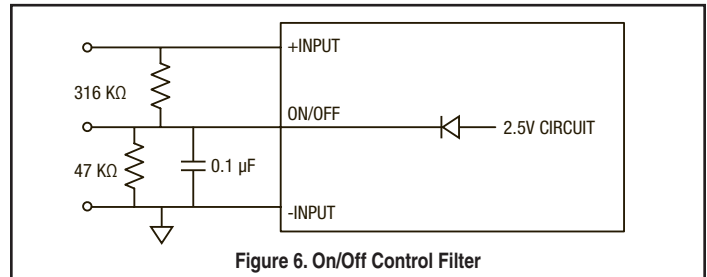 +INPUT
316 KΩ
ON/OFF
2.5V CIRCUIT
47 KΩ
0.1 µF
-INPUT
Figure 6. On/Off Control Filter